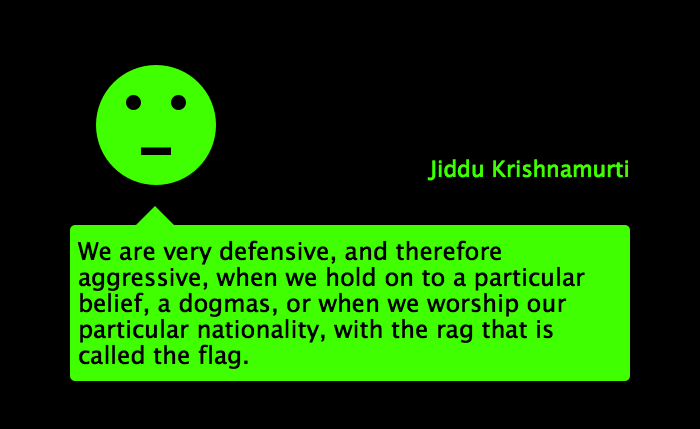 Jiddu Krishnamurti
We are very defensive, and therefore
aggressive, when we hold on to a particular
belief, a dogmas, or when we worship our
particular nationality, with the rag that is
called the flag.